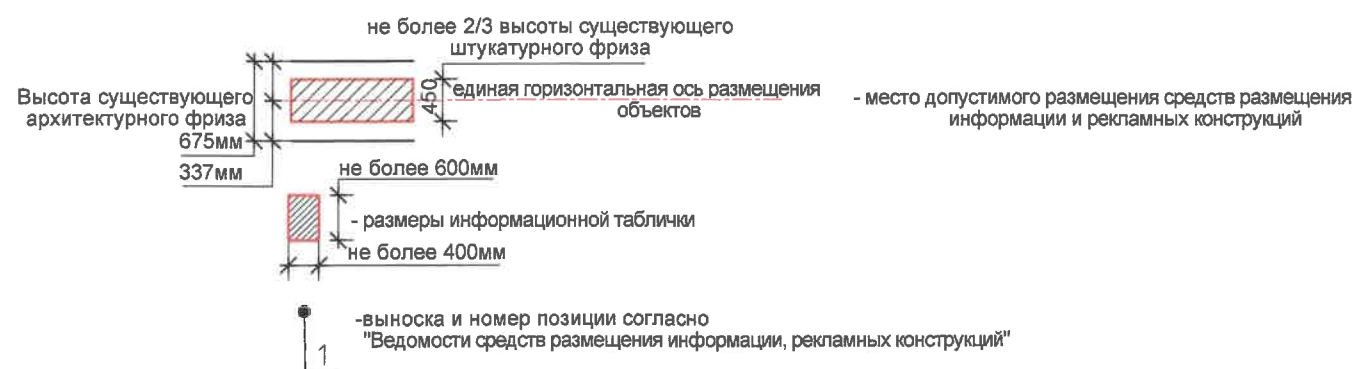 не более 2/3 высоты существующего
штукатурного фриза
450
единая горизонтальная ось размещения
объектов
Высота существующего
архитектурного фриза
675мм
337мм
- место допустимого размещения средств размещения
информации и рекламных конструкций
не более 600мм
- размеры информационной таблички
не более 400мм
-выноска и номер позиции согласно
"Ведомости средств размещения информации, рекламных конструкций"
1